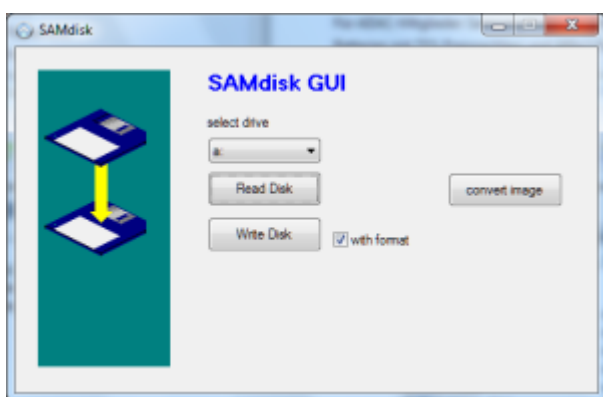 SAMdisk
SAMdisk GUI
select drive
a:
Read Disk
convert image
Write Disk
with format